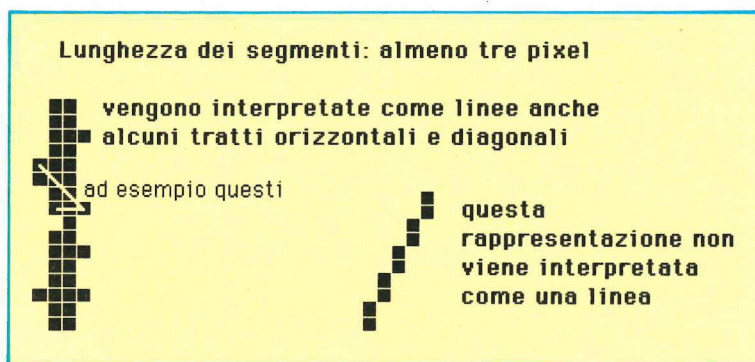 Lunghezza dei segmenti: almeno tre pixel
vengono interpretate come linee anche
alcuni tratti orizzontali e diagonali
ad esempio questi
questa
rappresentazione non
viene interpretata
come una linea